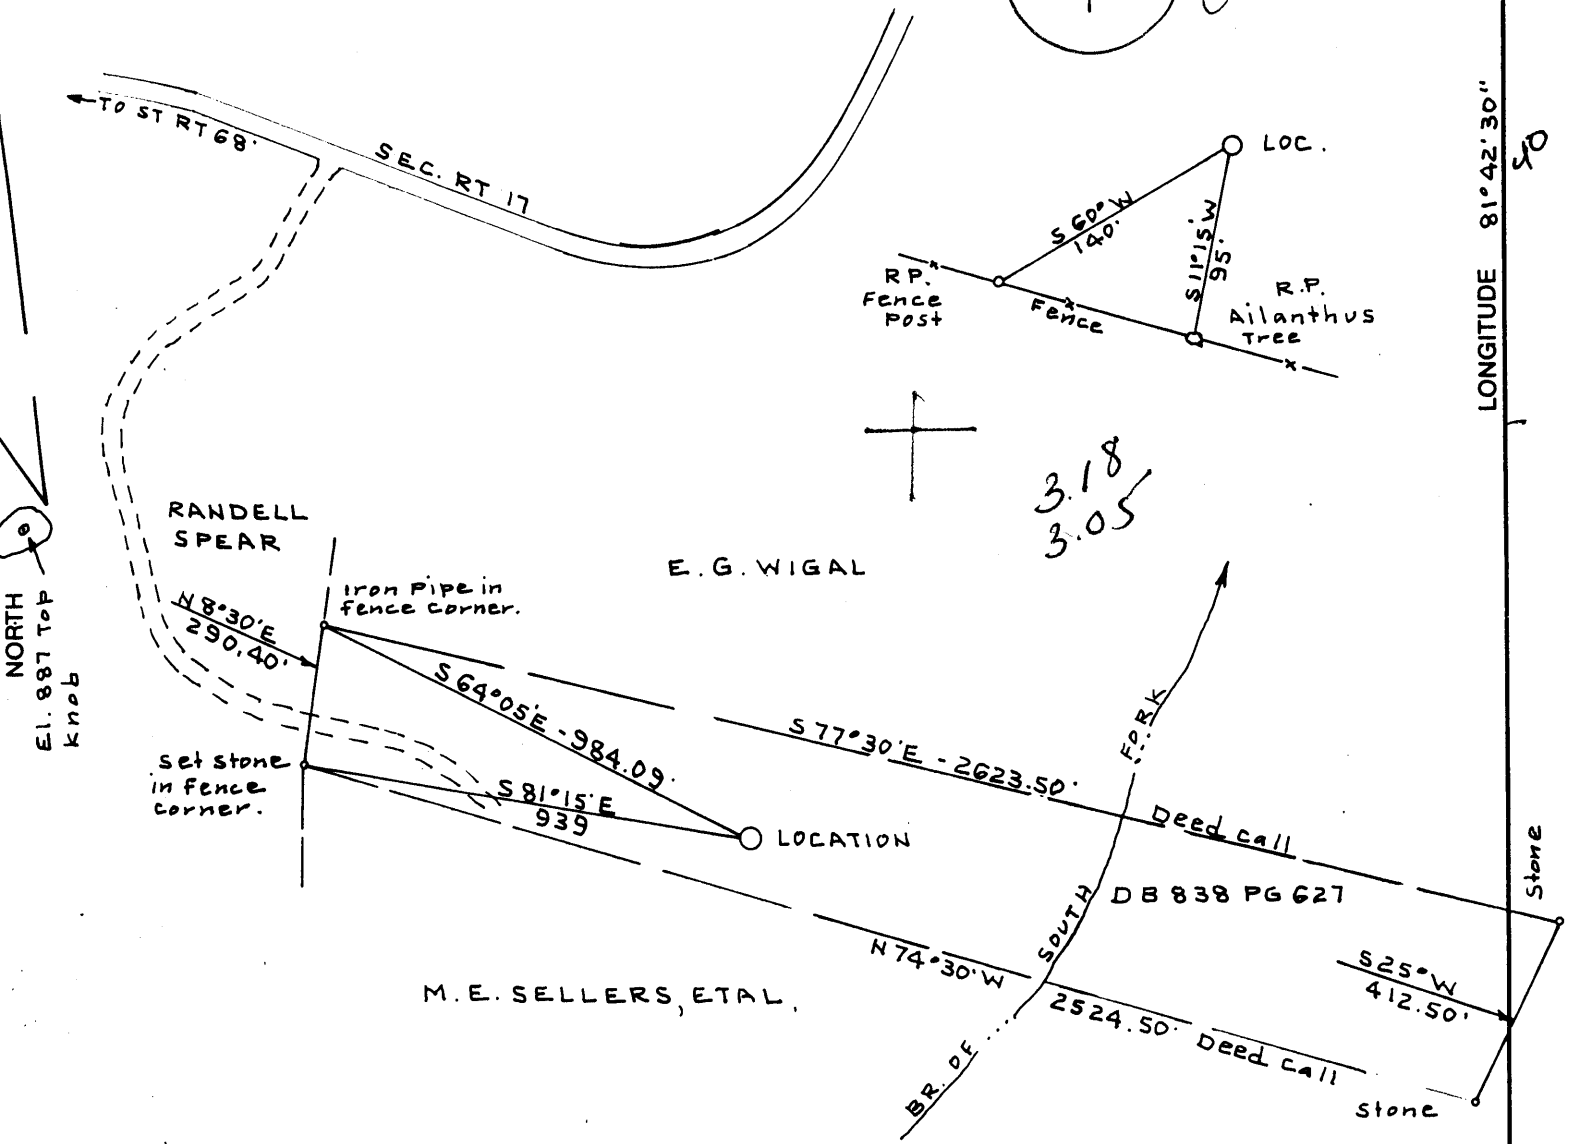 TO ST RT 68.
SEC. RT 17
LOC.
S 60° W
140'
S 11°15' W
95'
R.P.
Fence
Post
Fence
R.P.
Ailanthus
Tree
LONGITUDE 81°42'30"
40
3.18
3.05
RANDELL
SPEAR
E. G. WIGAL
Iron Pipe in
fence corner.
N 8°30'E
290.40'
NORTH
El. 887 Top
Knob
S 64°05'E - 984.09'
S 77°30'E - 2623.50'
Deed call
set stone
in fence
corner.
S 81°15'E
939
LOCATION
DB 838 PG 627
Stone
BR. OF SOUTH FORK
N 74°30' W
2524.50' Deed call
S 25° W
412.50'
M. E. SELLERS, ETAL.
Stone